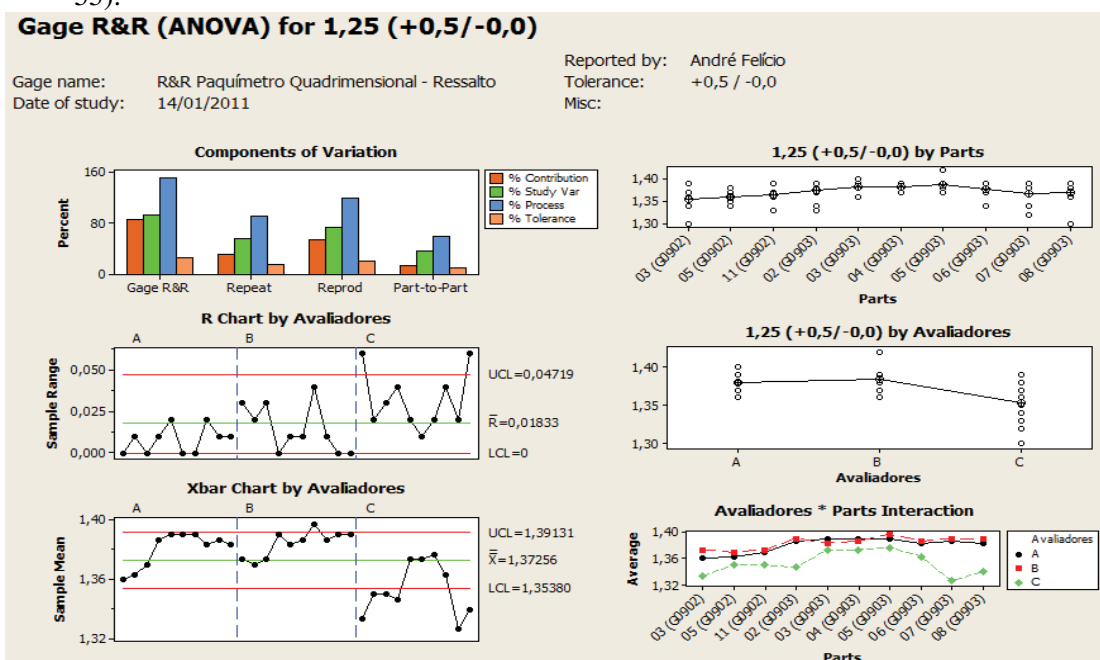 55).
Gage R&R (ANOVA) for 1,25 (+0,5/-0,0)
Reported by: André Felício
Gage name: R&R Paquímetro Quadrimensional - Ressalto
Tolerance: +0,5 / -0,0
Date of study: 14/01/2011
Misc:
Components of Variation
160
80
0
Percent
Gage R&R Repeat Reprod Part-to-Part
% Contribution
% Study Var
% Process
% Tolerance
R Chart by Avaliadores
A B C
0,050
0,025
0,000
Sample Range
UCL=0,04719
R=0,01833
LCL=0
Xbar Chart by Avaliadores
A B C
1,40
1,36
1,32
Sample Mean
UCL=1,39131
X=1,37256
LCL=1,35380
1,25 (+0,5/-0,0) by Parts
1,40
1,35
1,30
03 (G0902) 05 (G0902) 11 (G0902) 02 (G0903) 03 (G0903) 04 (G0903) 05 (G0903) 06 (G0903) 07 (G0903) 08 (G0903)
Parts
1,25 (+0,5/-0,0) by Avaliadores
1,40
1,35
1,30
A B C
Avaliadores
Avaliadores * Parts Interaction
1,40
1,36
1,32
Average
Avaliadores
A
B
C
03 (G0902) 05 (G0902) 11 (G0902) 02 (G0903) 03 (G0903) 04 (G0903) 05 (G0903) 06 (G0903) 07 (G0903) 08 (G0903)
Parts